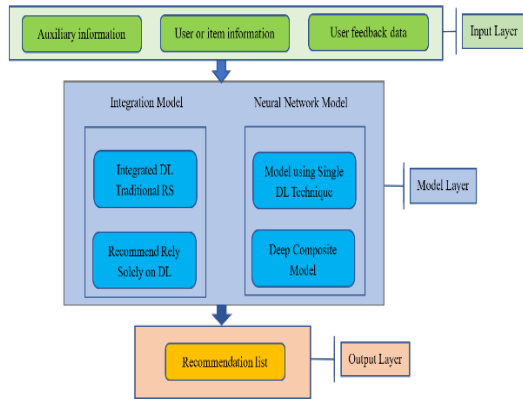 Auxiliary information
User or item information
User feedback data
Input Layer
Integration Model
Neural Network Model
Integrated DL
Traditional RS
Model using Single
DL Technique
Model Layer
Recommend Rely
Solely on DL
Deep Composite
Model
Recommendation list
Output Layer